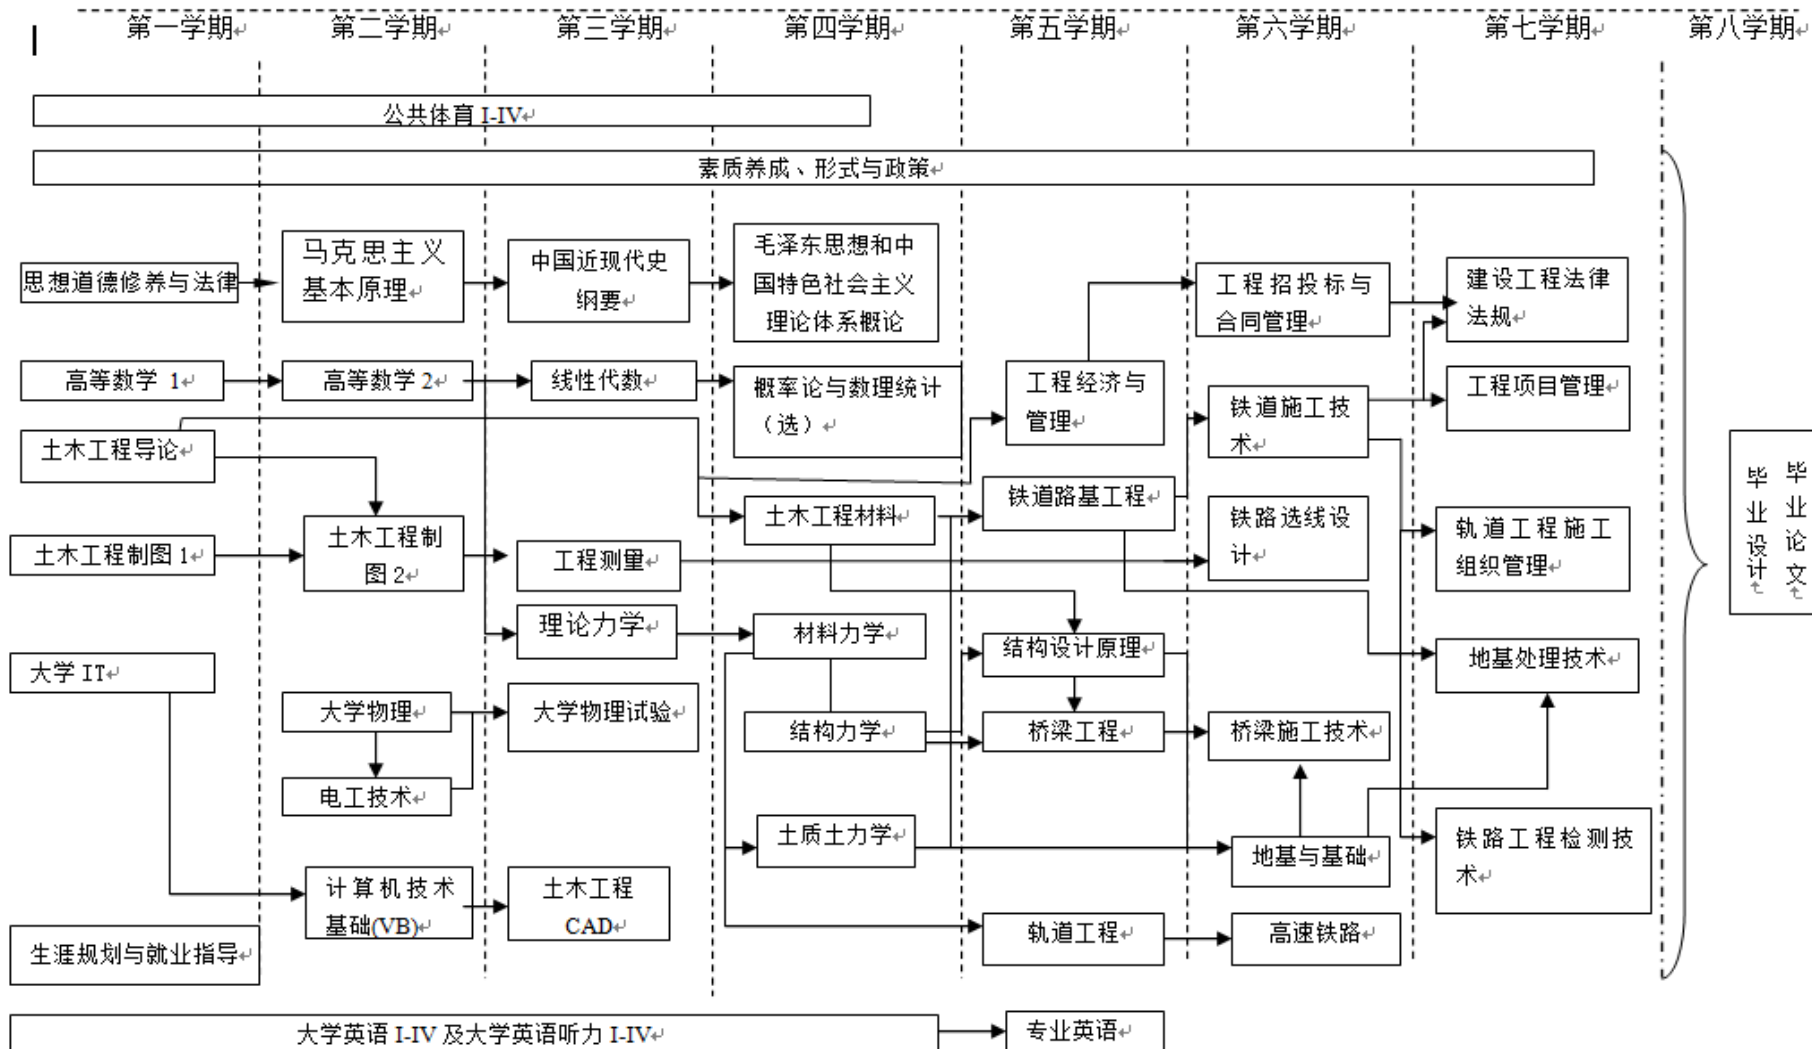 第一学期
第二学期
第三学期
第四学期
第五学期
第六学期
第七学期
第八学期
公共体育 I-IV
素质养成、形式与政策
思想道德修养与法律
马克思主义
基本原理
中国近现代史
纲要
毛泽东思想和中
国特色社会主义
理论体系概论
工程招投标与
合同管理
建设工程法律
法规
高等数学 1
高等数学 2
线性代数
概率论与数理统计
（选）
工程经济与
管理
铁道施工技
术
工程项目管理
土木工程导论
土木工程制图 1
土木工程制
图 2
工程测量
土木工程材料
铁道路基工程
铁路选线设
计
轨道工程施工
组织管理
理论力学
材料力学
结构设计原理
地基处理技术
大学 IT
大学物理
大学物理试验
结构力学
桥梁工程
桥梁施工技术
电工技术
土质土力学
地基与基础
铁路工程检测技
术
计算机技术
基础(VB)
土木工程
CAD
轨道工程
高速铁路
生涯规划与就业指导
大学英语 I-IV 及大学英语听力 I-IV
专业英语
毕业设计
毕业论文